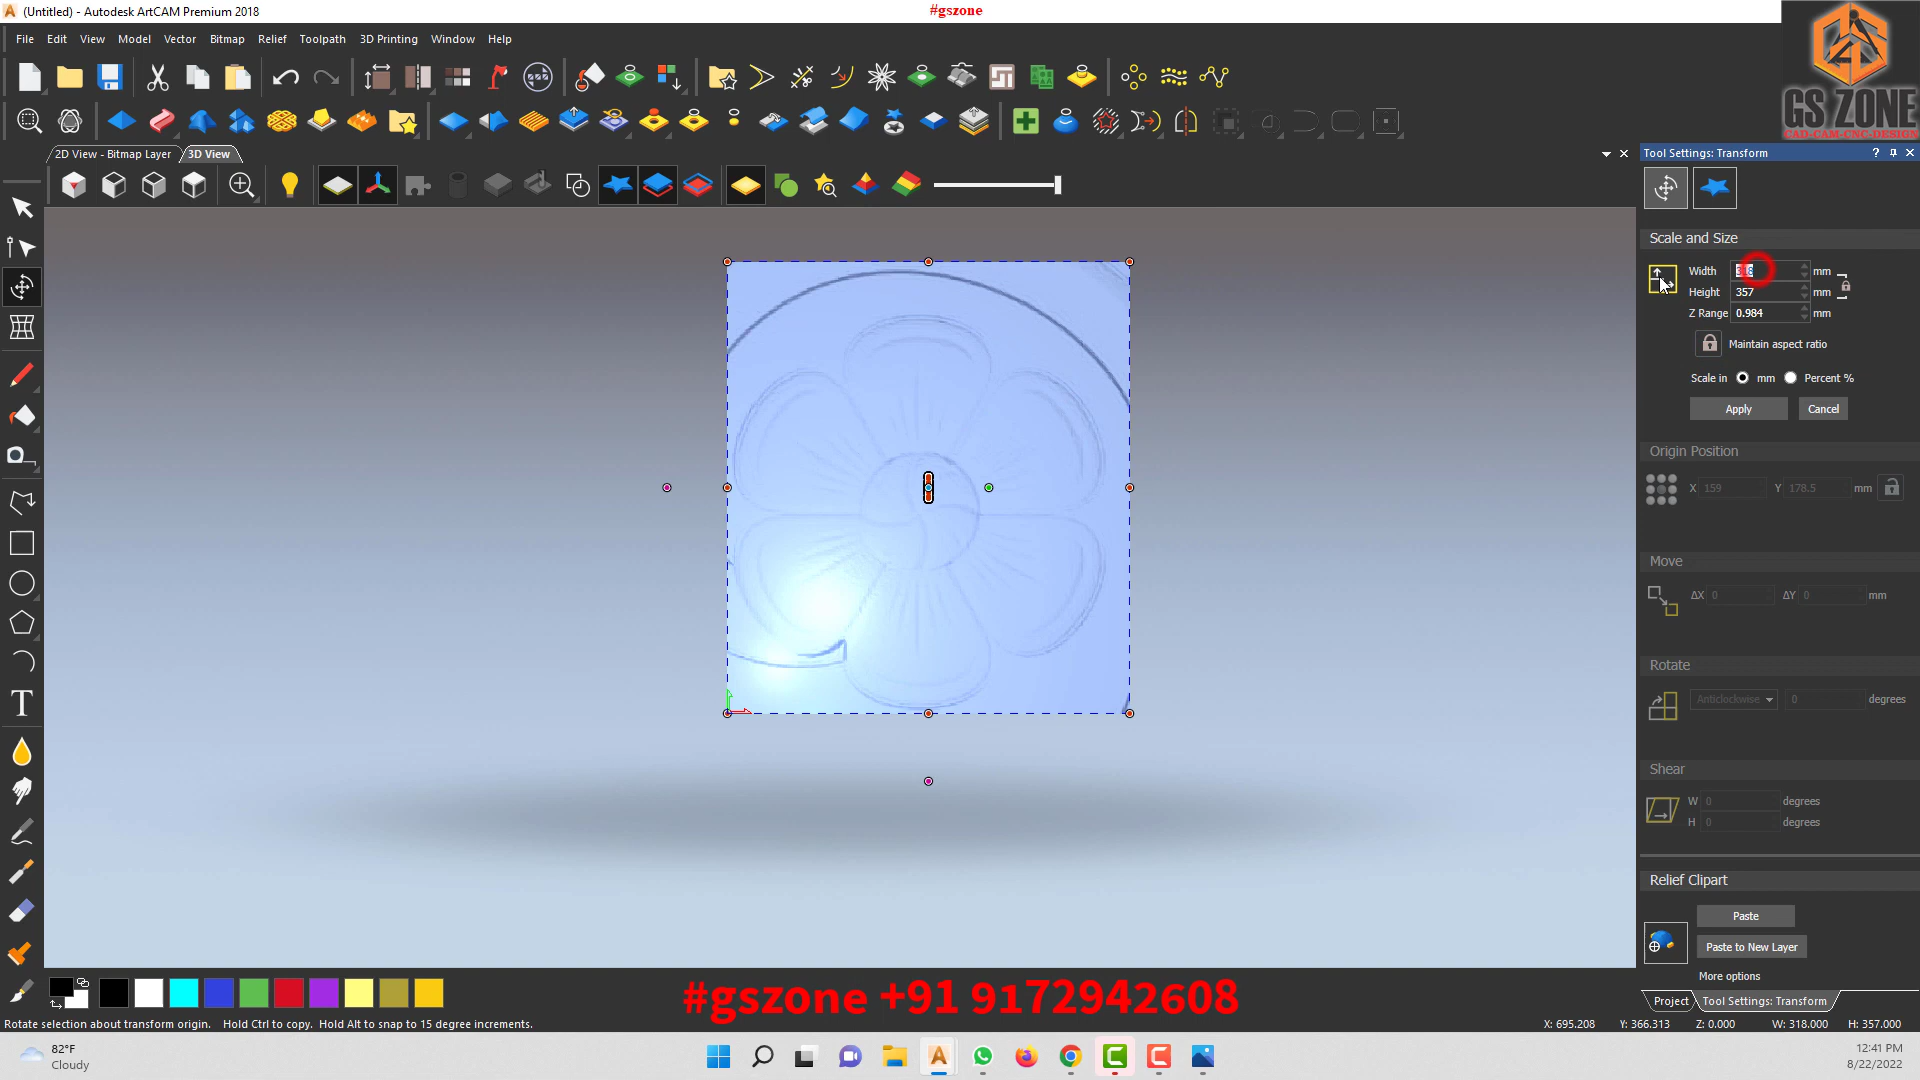 (Untitled) - Autodesk ArtCAM Premium 2018
#gszone
GS ZONE
CAD-CAM-CNC-DESIGN
File Edit View Model Vector Bitmap Relief Toolpath 3D Printing Window Help
2D View - Bitmap Layer 3D View
Tool Settings: Transform
Scale and Size
Width mm
Height 357 mm
Z Range 0.984 mm
Maintain aspect ratio
Scale in mm Percent %
Apply Cancel
Origin Position
X 159 Y 178.5 mm
Move
ΔX 0 ΔY 0 mm
Rotate
Anticlockwise 0 degrees
Shear
W 0 degrees
H 0 degrees
Relief Clipart
Paste
Paste to New Layer
More options
Project Tool Settings: Transform
#gszone +91 9172942608
Rotate selection about transform origin. Hold Ctrl to copy. Hold Alt to snap to 15 degree increments.
X: 695.208 Y: 366.313 Z: 0.000 W: 318.000 H: 357.000
82°F
Cloudy
12:41 PM
8/22/2022